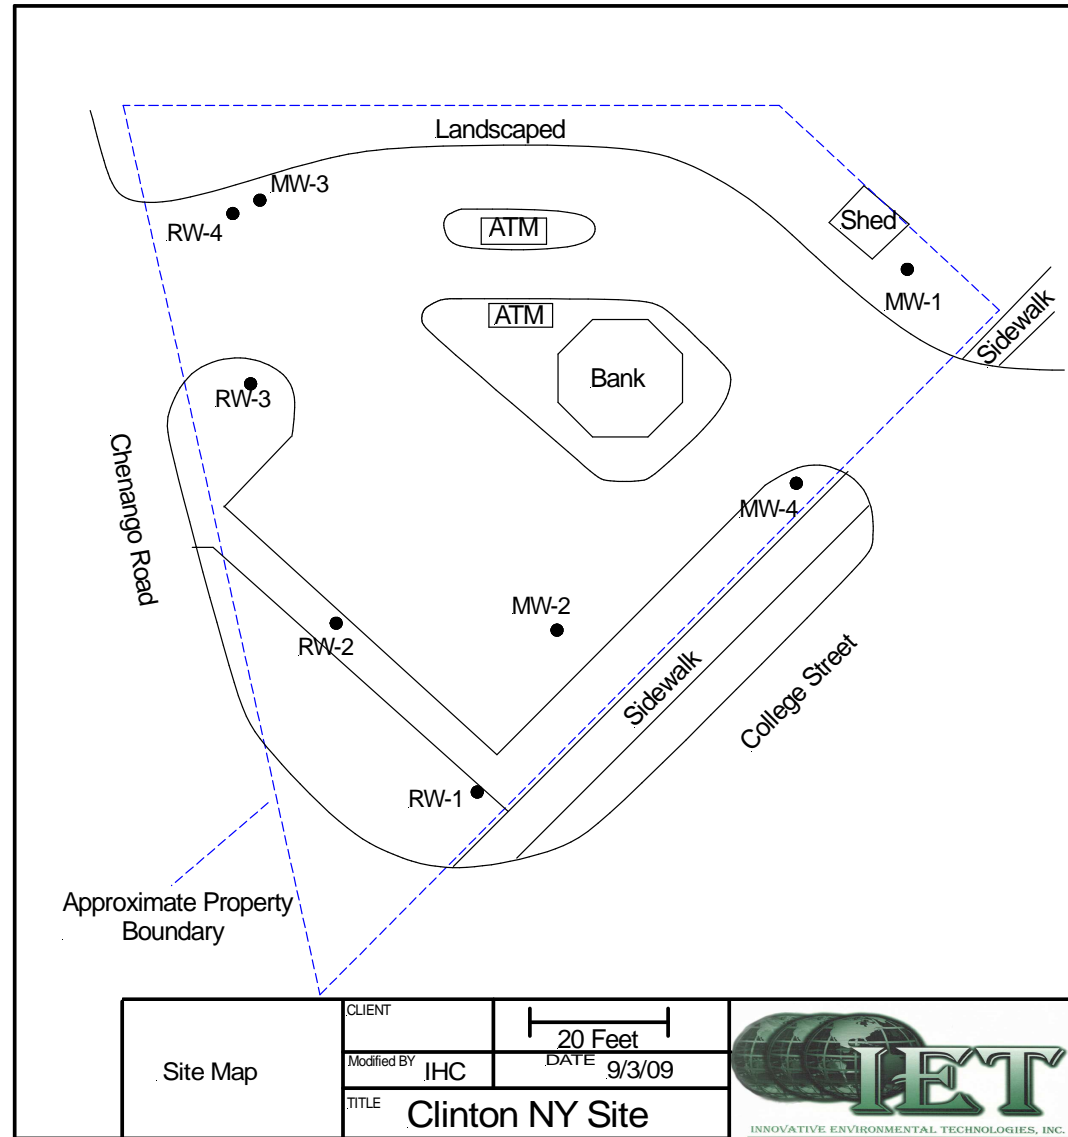 Landscaped
MW-3
RW-4
ATM
Shed
MW-1
ATM
Sidewalk
Bank
RW-3
Chenango Road
MW-4
MW-2
RW-2
Sidewalk
College Street
RW-1
Approximate Property
Boundary
Site Map
CLIENT
20 Feet
Modified BY IHC
DATE 9/3/09
TITLE Clinton NY Site
IET
INNOVATIVE ENVIRONMENTAL TECHNOLOGIES, INC.